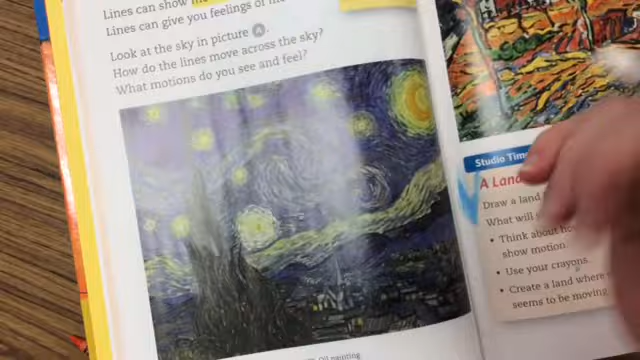 Lines can show
Lines can give you feelings of
Look at the sky in picture A.
How do the lines move across the sky?
What motions do you see and feel?
Oil painting
Studio Time
A Land
Draw a land
What will
• Think about
show motion.
• Use your crayons.
• Create a land where
seems to be moving